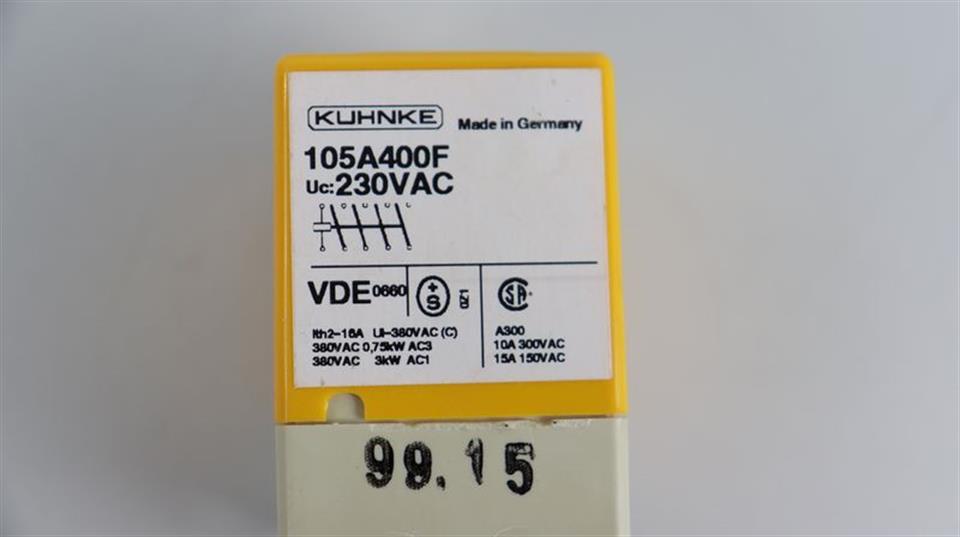 KUHNKE
Made in Germany
105A400F
Uc: 230VAC
VDE 0660
+S
SA
Ith2-16A Ui-380VAC (C)
380VAC 0,75kW AC3
380VAC 3kW AC1
A300
10A 300VAC
15A 150VAC
99.15